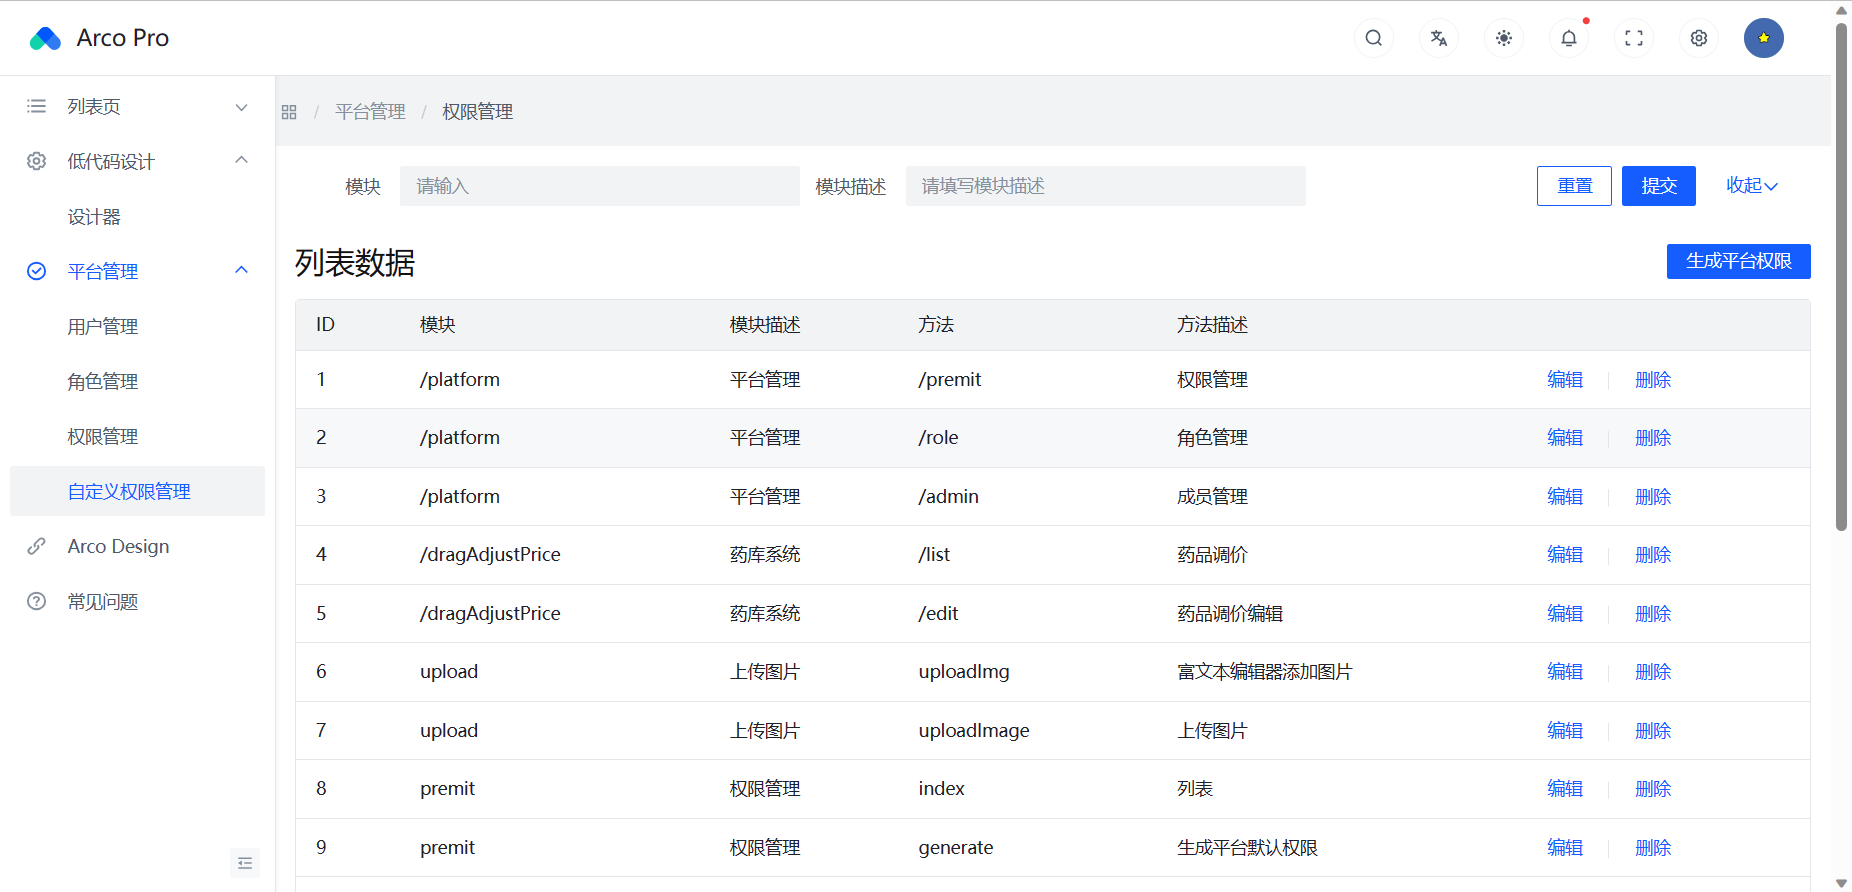 Arco Pro
列表页
低代码设计
设计器
平台管理
用户管理
角色管理
权限管理
自定义权限管理
Arco Design
常见问题
/ 平台管理 / 权限管理
模块 请输入 模块描述 请填写模块描述 重置 提交 收起
列表数据 生成平台权限
ID 模块 模块描述 方法 方法描述
1 /platform 平台管理 /premit 权限管理 编辑 删除
2 /platform 平台管理 /role 角色管理 编辑 删除
3 /platform 平台管理 /admin 成员管理 编辑 删除
4 /dragAdjustPrice 药库系统 /list 药品调价 编辑 删除
5 /dragAdjustPrice 药库系统 /edit 药品调价编辑 编辑 删除
6 upload 上传图片 uploadImg 富文本编辑器添加图片 编辑 删除
7 upload 上传图片 uploadImage 上传图片 编辑 删除
8 premit 权限管理 index 列表 编辑 删除
9 premit 权限管理 generate 生成平台默认权限 编辑 删除